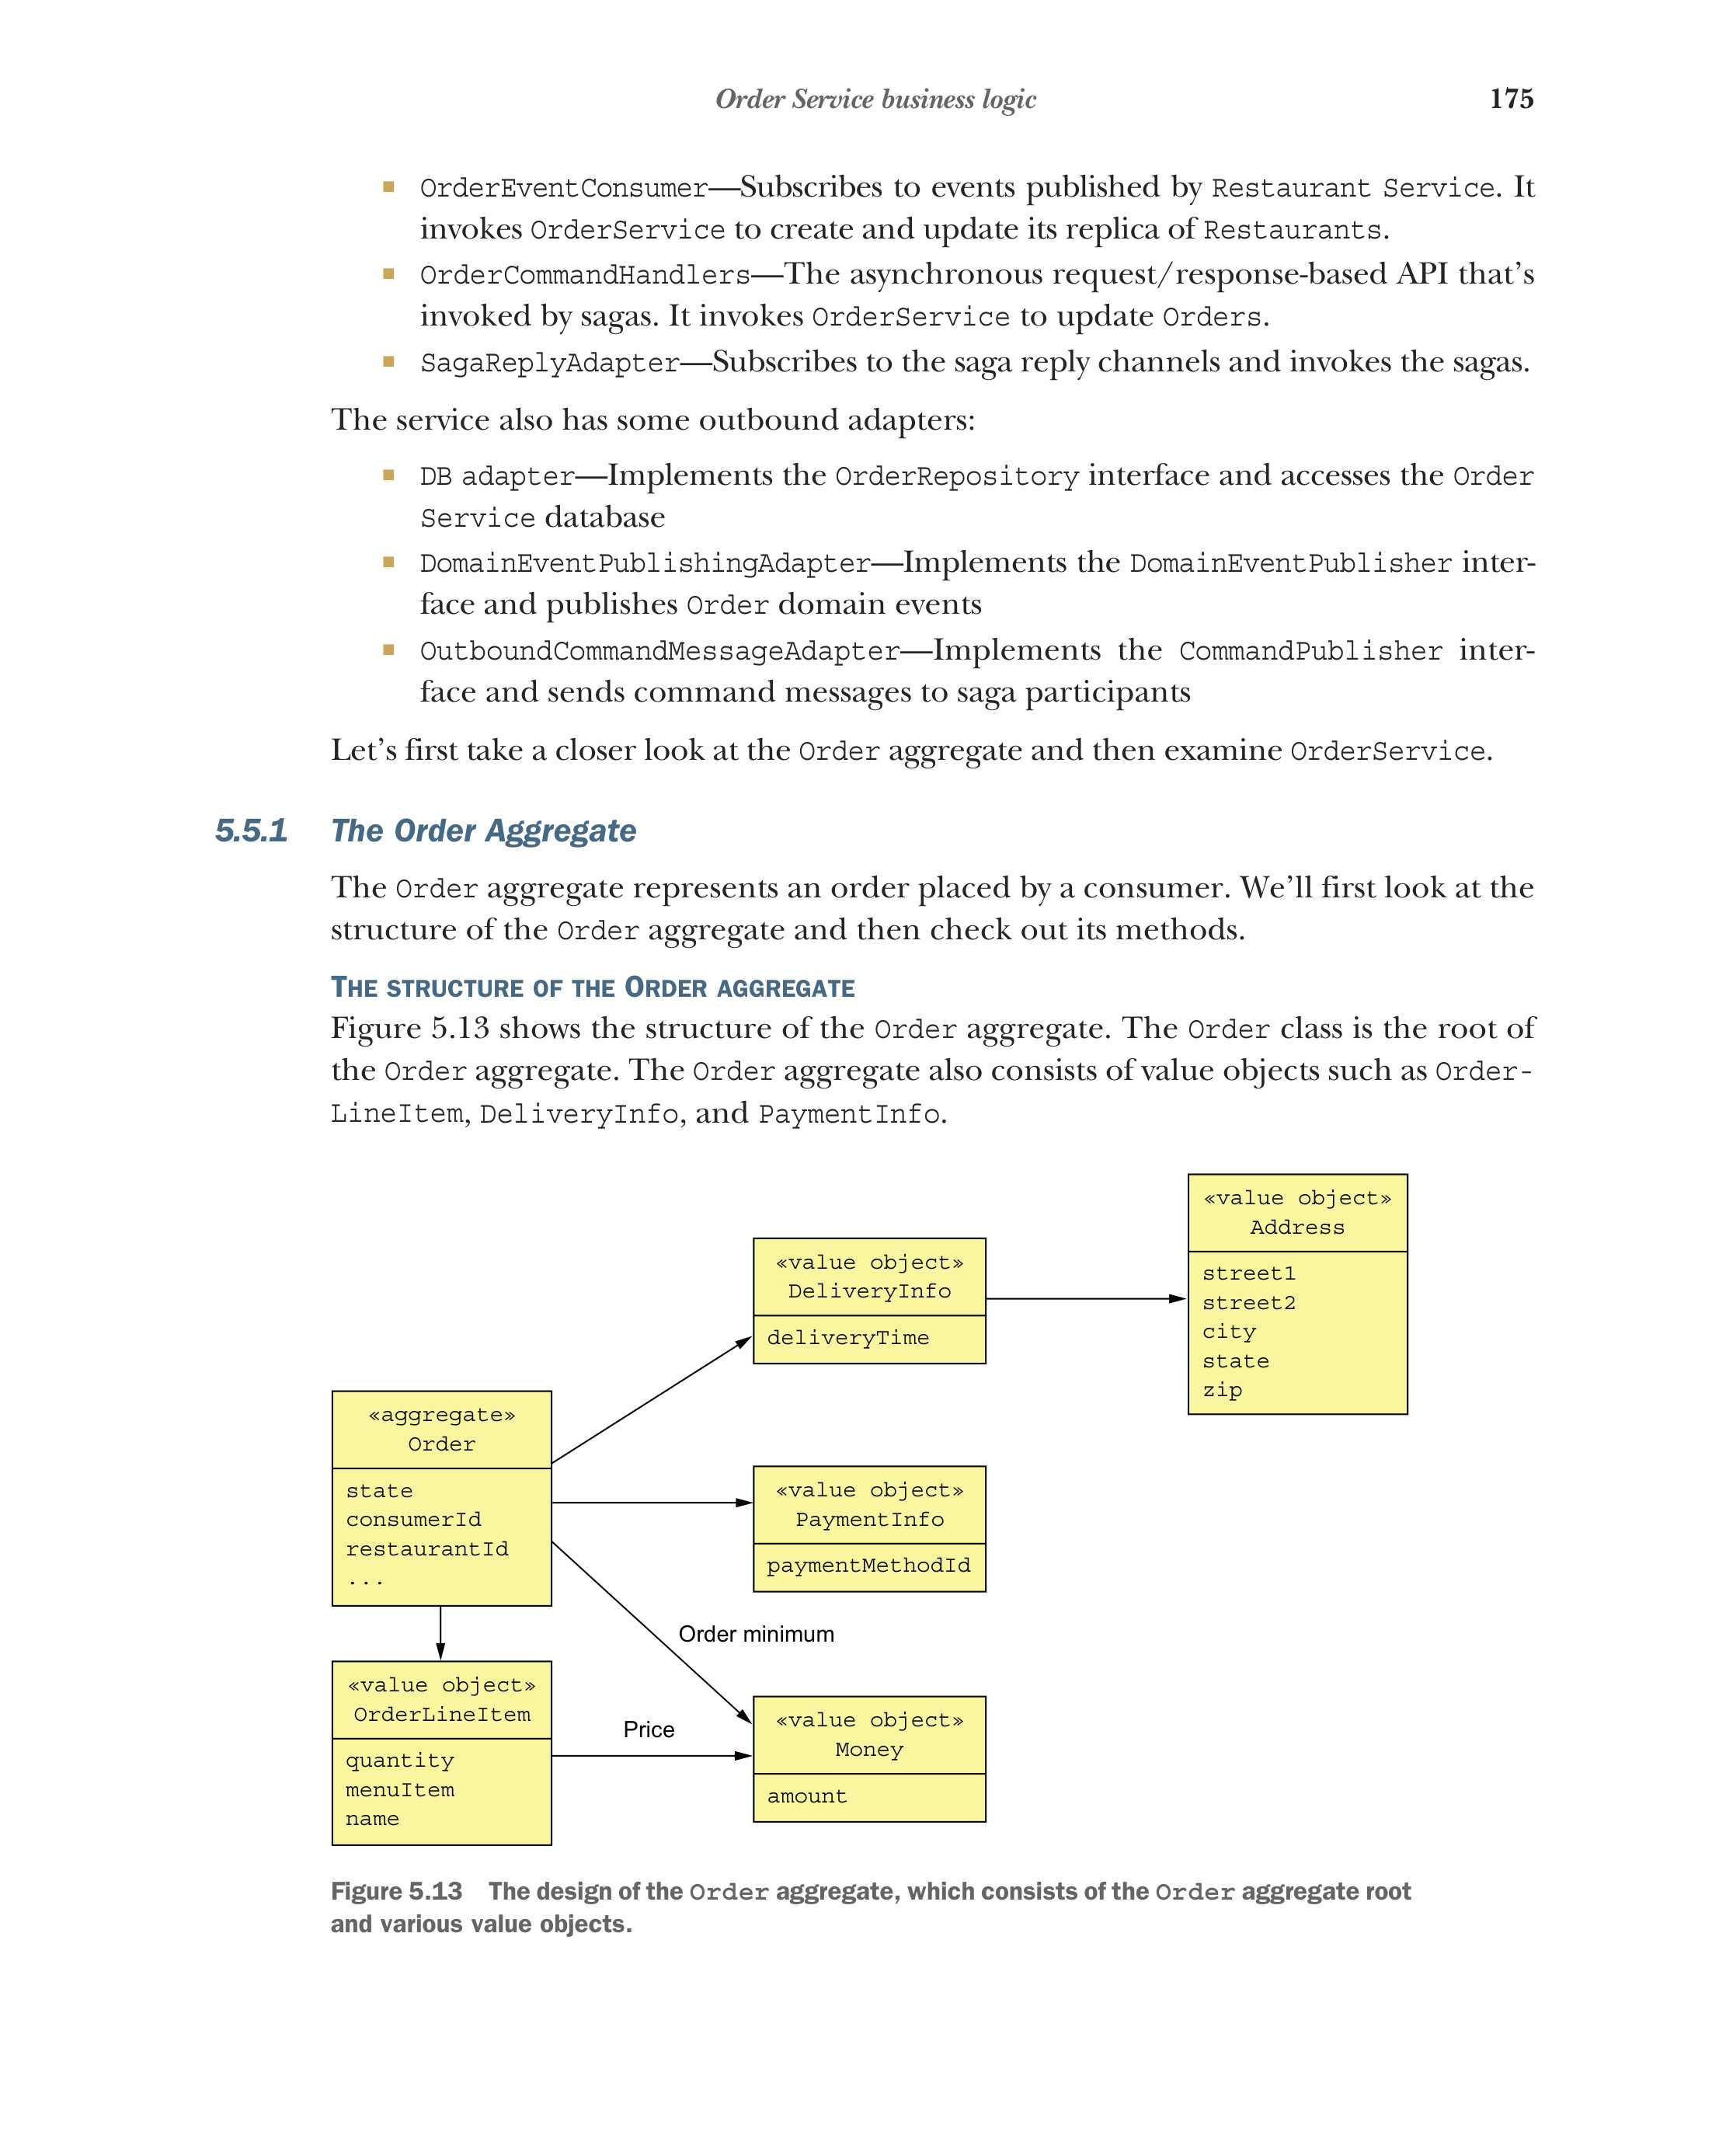 Order Service business logic 175
OrderEventConsumer—Subscribes to events published by Restaurant Service. It
invokes OrderService to create and update its replica of Restaurants.
OrderCommandHandlers—The asynchronous request/response-based API that’s
invoked by sagas. It invokes OrderService to update Orders.
SagaReplyAdapter—Subscribes to the saga reply channels and invokes the sagas.
The service also has some outbound adapters:
DB adapter—Implements the OrderRepository interface and accesses the Order
Service database
DomainEventPublishingAdapter—Implements the DomainEventPublisher inter-
face and publishes Order domain events
OutboundCommandMessageAdapter—Implements the CommandPublisher inter-
face and sends command messages to saga participants
Let’s first take a closer look at the Order aggregate and then examine OrderService.
5.5.1 The Order Aggregate
The Order aggregate represents an order placed by a consumer. We’ll first look at the
structure of the Order aggregate and then check out its methods.
THE STRUCTURE OF THE ORDER AGGREGATE
Figure 5.13 shows the structure of the Order aggregate. The Order class is the root of
the Order aggregate. The Order aggregate also consists of value objects such as Order-
LineItem, DeliveryInfo, and PaymentInfo.
«value object»
Address
street1
street2
city
state
zip
«value object»
DeliveryInfo
deliveryTime
«aggregate»
Order
state
consumerId
restaurantId
...
«value object»
PaymentInfo
paymentMethodId
Order minimum
«value object»
OrderLineItem
quantity
menuItem
name
Price
«value object»
Money
amount
Figure 5.13 The design of the Order aggregate, which consists of the Order aggregate root
and various value objects.